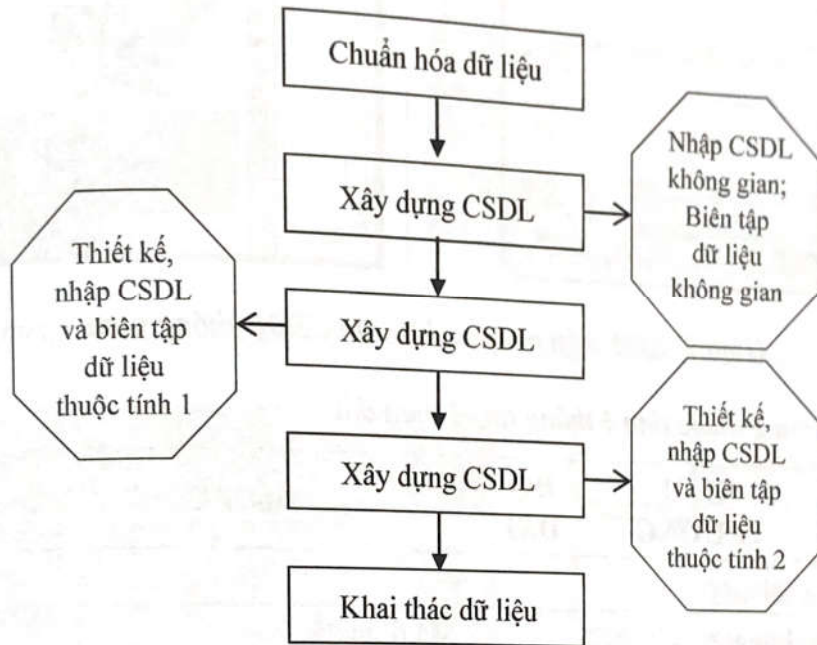 Chuẩn hóa dữ liệu
Xây dựng CSDL
Nhập CSDL
không gian;
Biên tập
dữ liệu
không gian
Xây dựng CSDL
Thiết kế,
nhập CSDL
và biên tập
dữ liệu
thuộc tính 1
Xây dựng CSDL
Thiết kế,
nhập CSDL
và biên tập
dữ liệu
thuộc tính 2
Khai thác dữ liệu